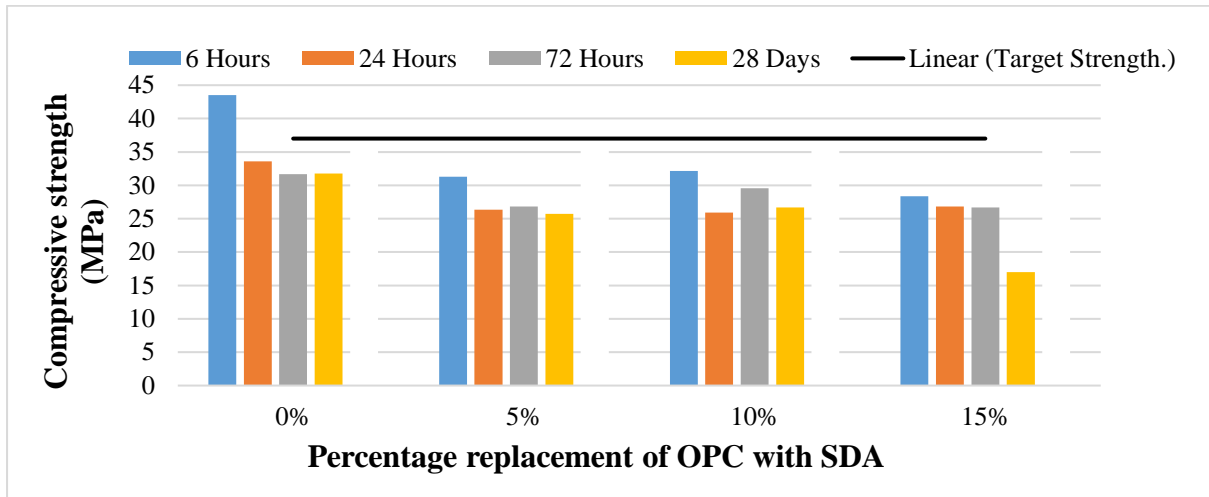 6 Hours 24 Hours 72 Hours 28 Days Linear (Target Strength.)
Compressive strength
(MPa)
45
40
35
30
25
20
15
10
5
0
0% 5% 10% 15%
Percentage replacement of OPC with SDA